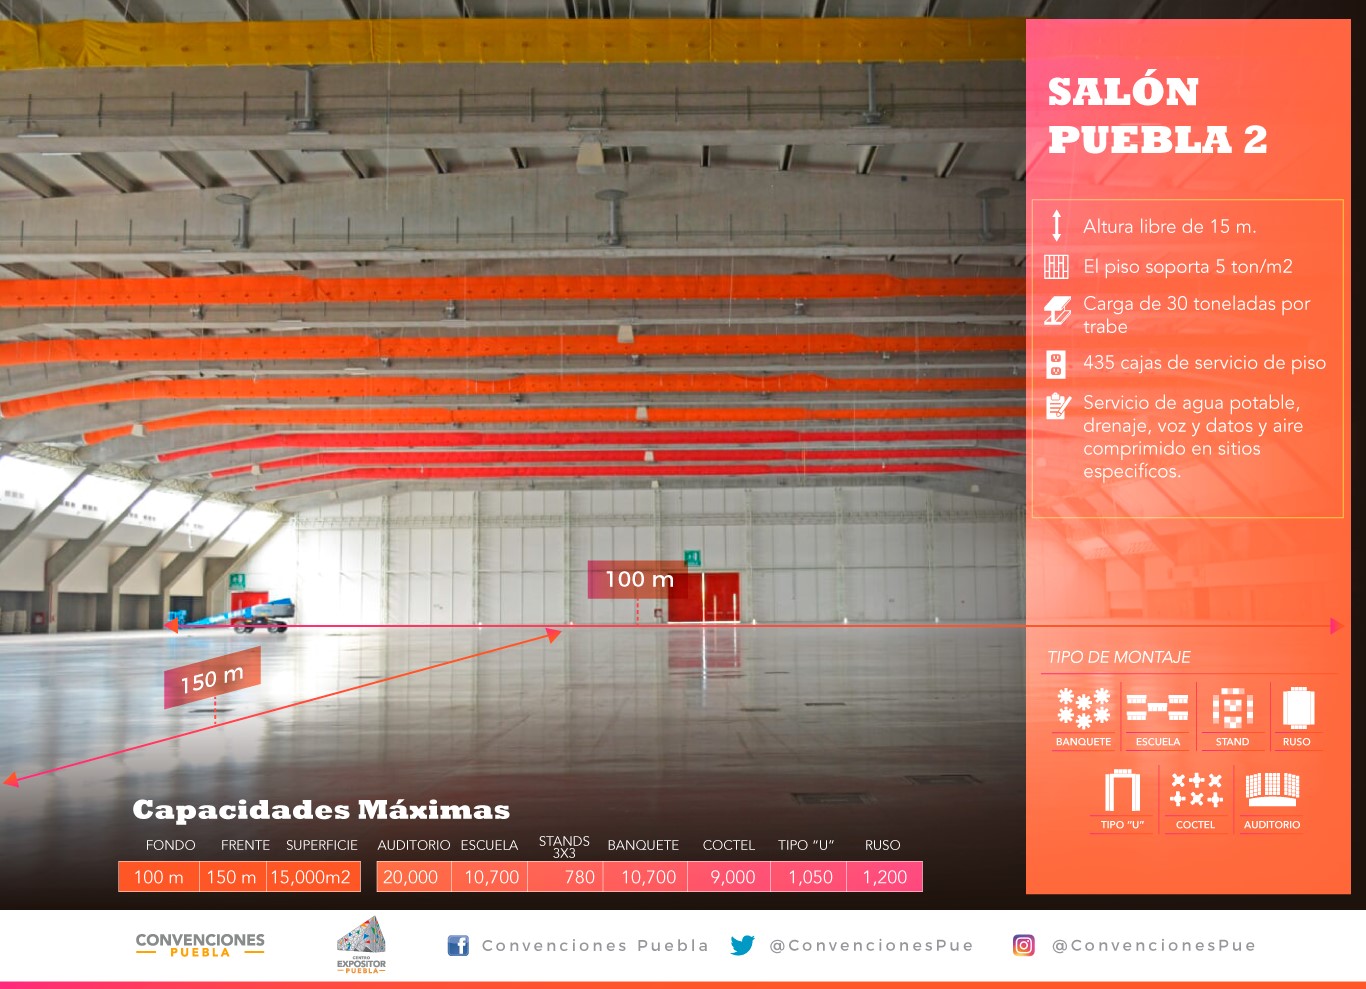 SALÓN
PUEBLA 2
Altura libre de 15 m.
El piso soporta 5 ton/m2
Carga de 30 toneladas por
trabe
435 cajas de servicio de piso
Servicio de agua potable,
drenaje, voz y datos y aire
comprimido en sitios
especifícos.
100 m
150 m
TIPO DE MONTAJE
BANQUETE ESCUELA STAND RUSO
TIPO “U” COCTEL AUDITORIO
Capacidades Máximas
FONDO FRENTE SUPERFICIE AUDITORIO ESCUELA STANDS 3X3 BANQUETE COCTEL TIPO “U” RUSO
100 m 150 m 15,000m2 20,000 10,700 780 10,700 9,000 1,050 1,200
CONVENCIONES
PUEBLA
CENTRO
EXPOSITOR
PUEBLA
Convenciones Puebla
@ConvencionesPue
@ConvencionesPue